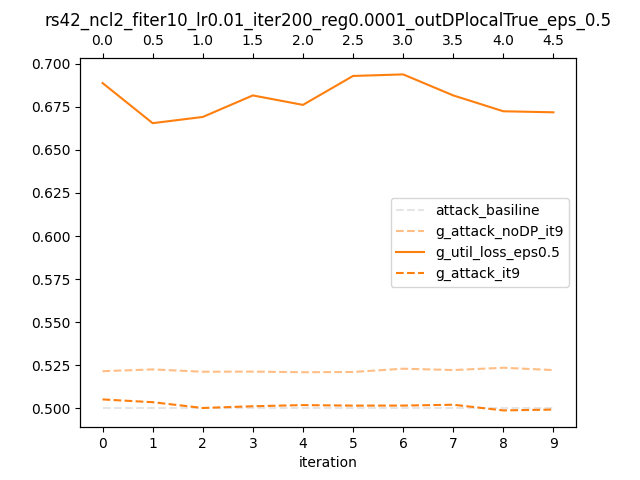 rs42_ncl2_fiter10_lr0.01_iter200_reg0.0001_outDPlocalTrue_eps_0.5
0.0 0.5 1.0 1.5 2.0 2.5 3.0 3.5 4.0 4.5
0.700
0.675
0.650
0.625
0.600
0.575
0.550
0.525
0.500
attack_basiline
g_attack_noDP_it9
g_util_loss_eps0.5
g_attack_it9
0 1 2 3 4 5 6 7 8 9
iteration